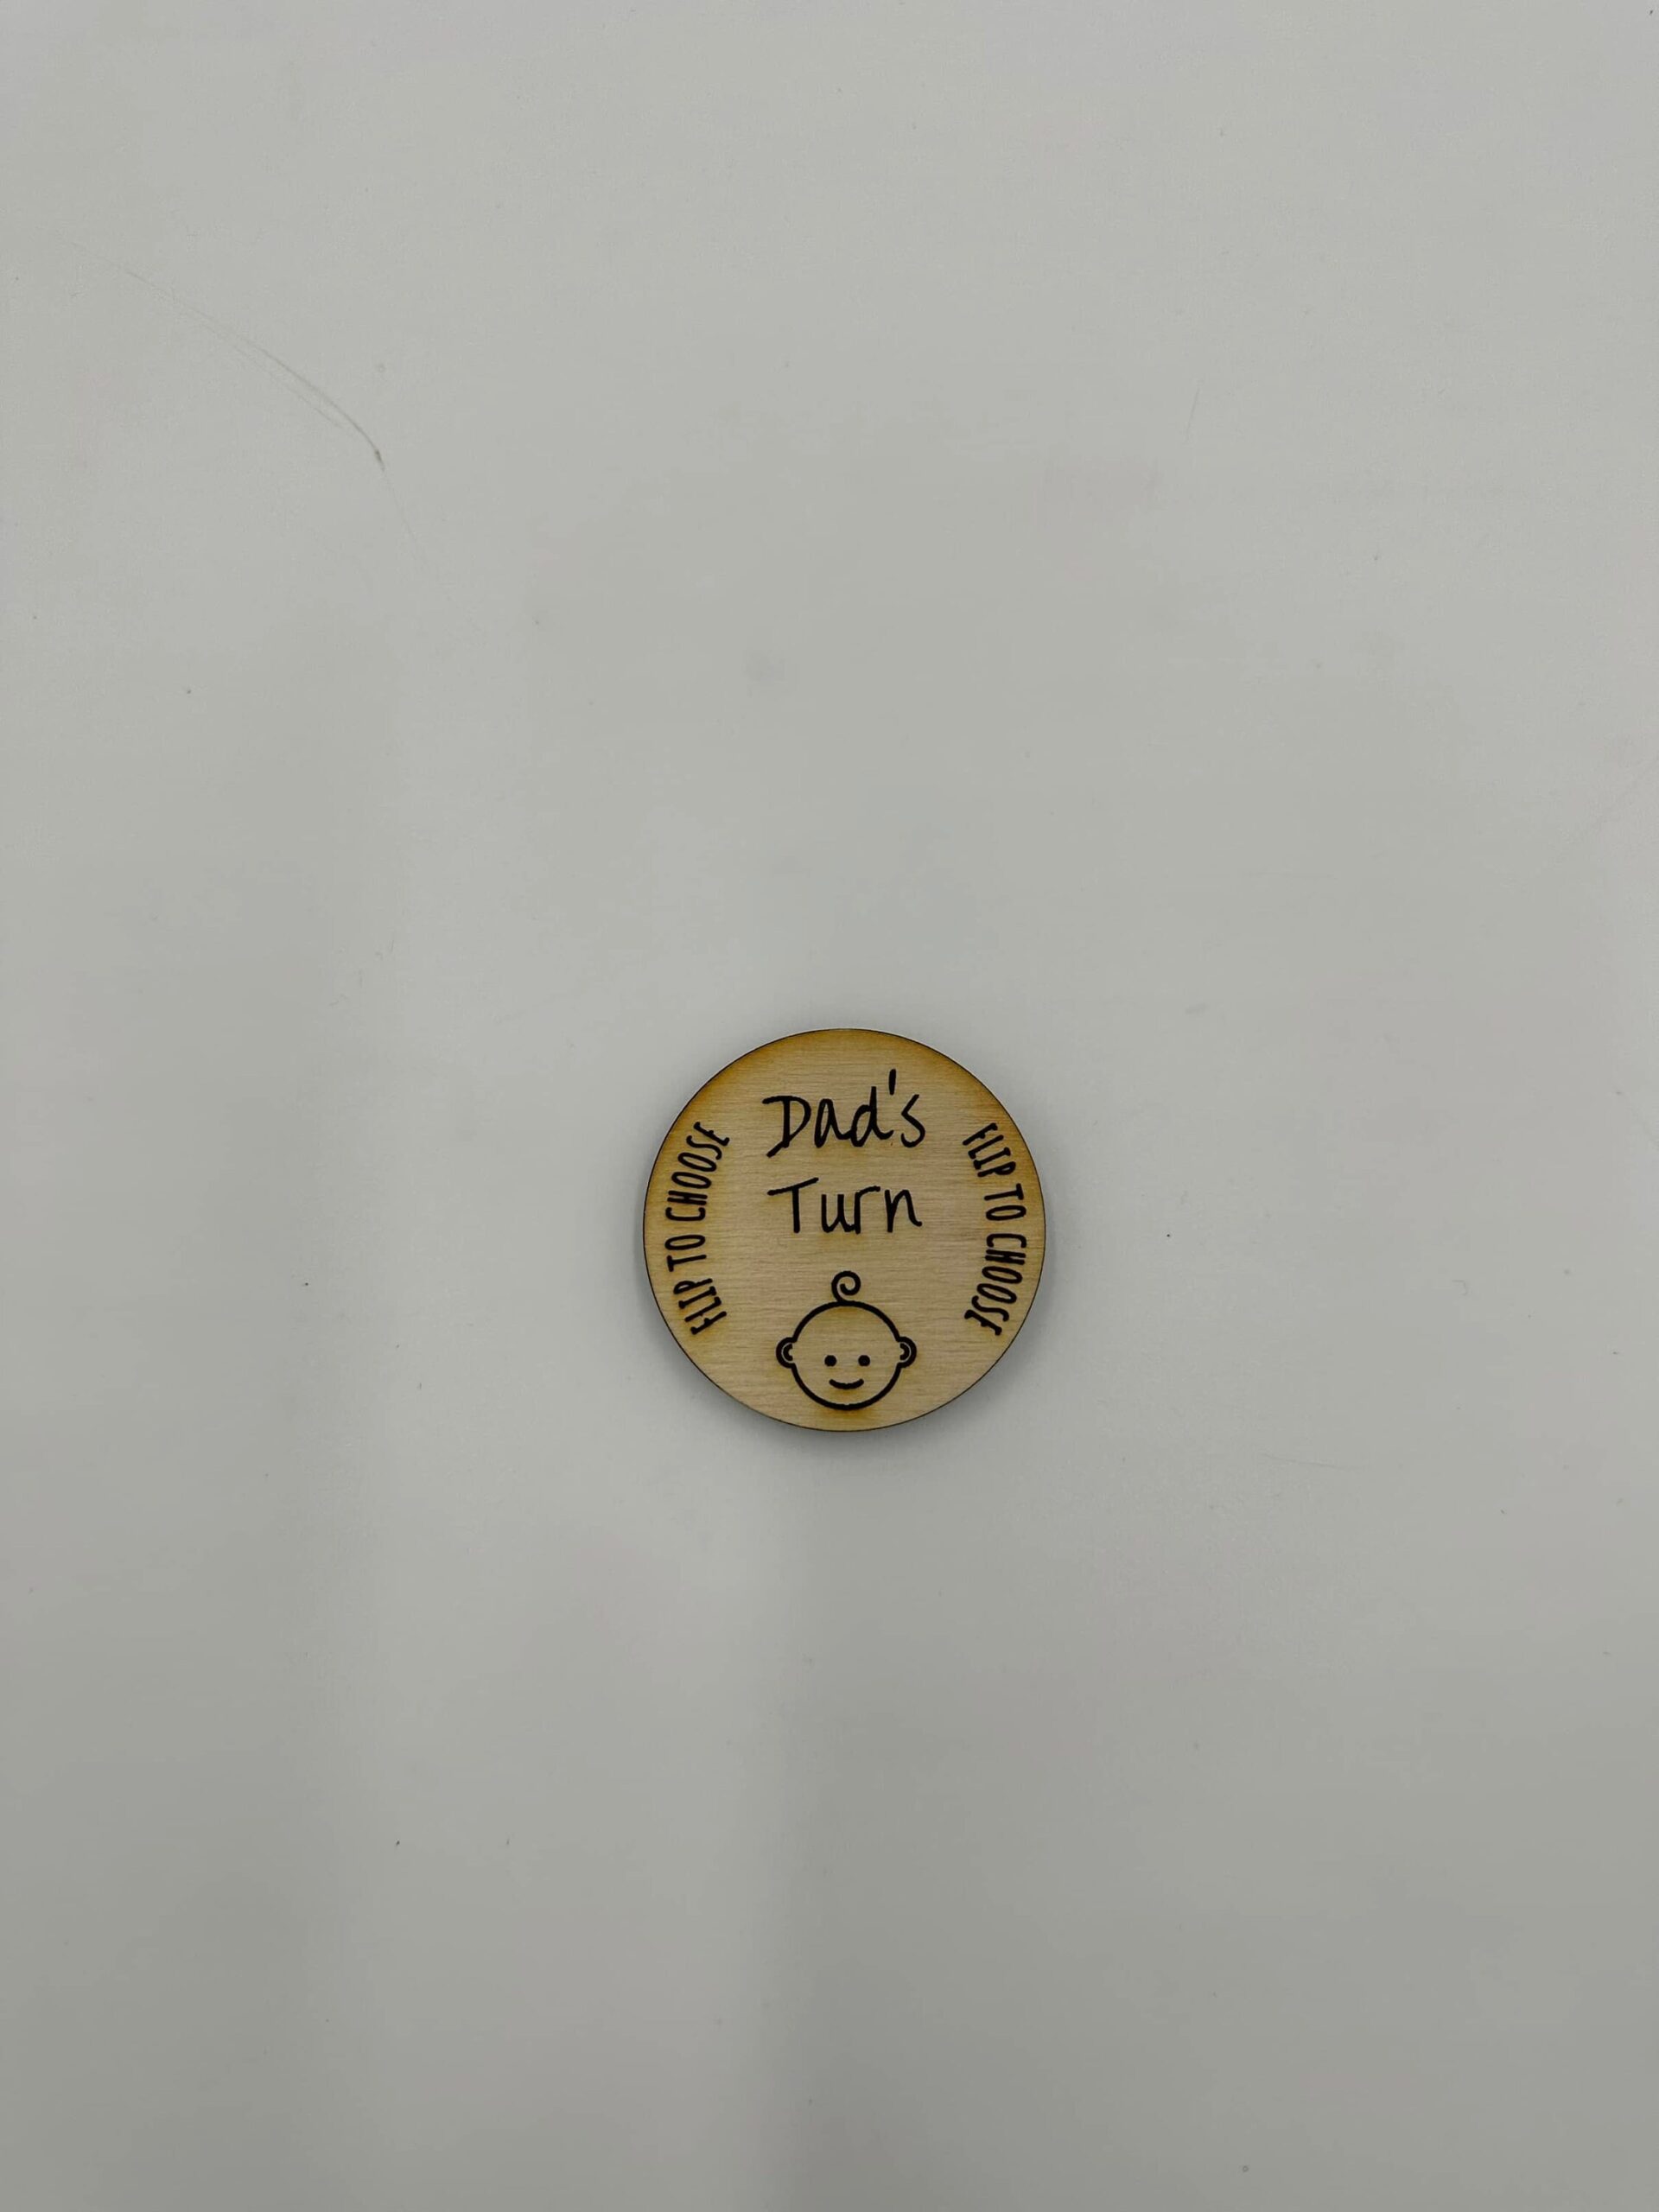 Dad's
Turn
FLIP TO CHOOSE
FLIP TO CHOOSE